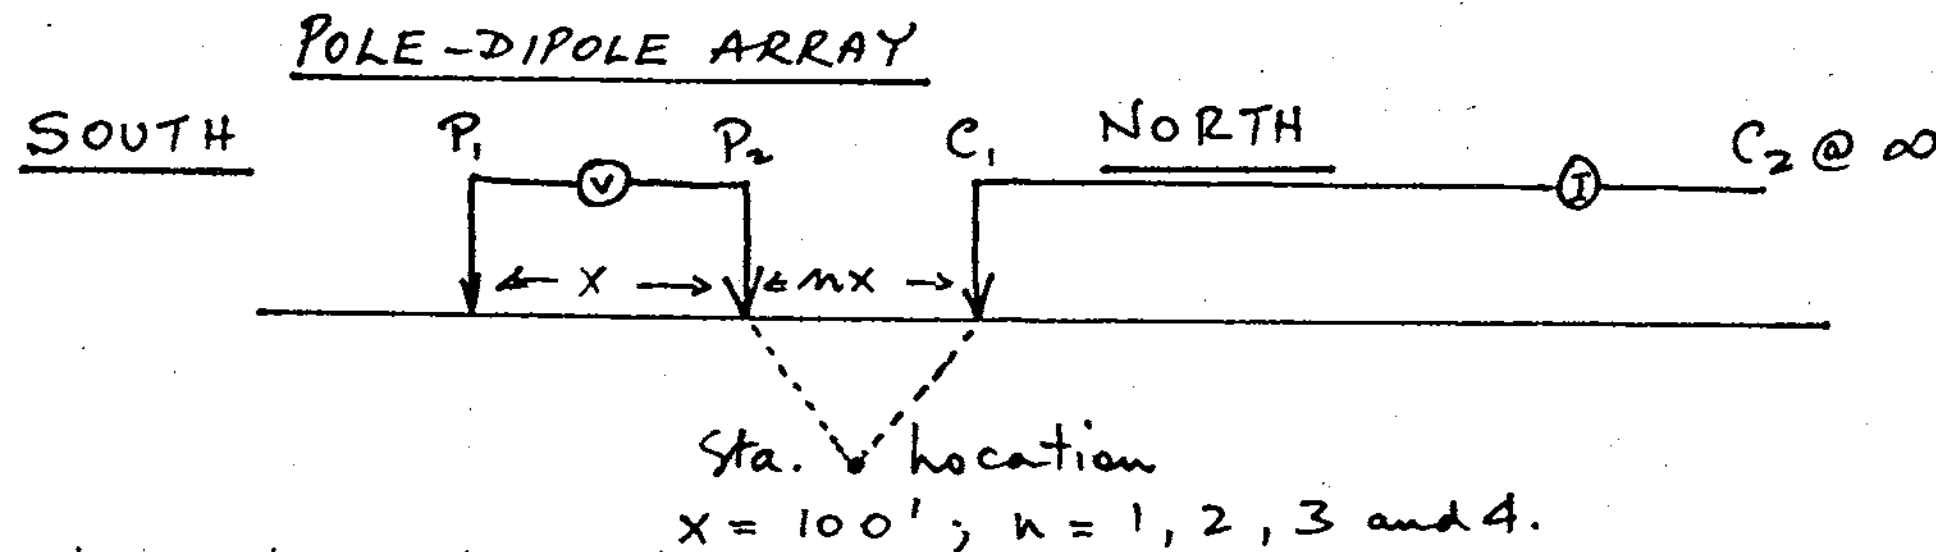 POLE-DIPOLE ARRAY
SOUTH P₁ P₂ C₁ NORTH C₂ @ ∞
V I
← X → ← nX →
Sta. Location
X = 100'; n = 1, 2, 3 and 4.